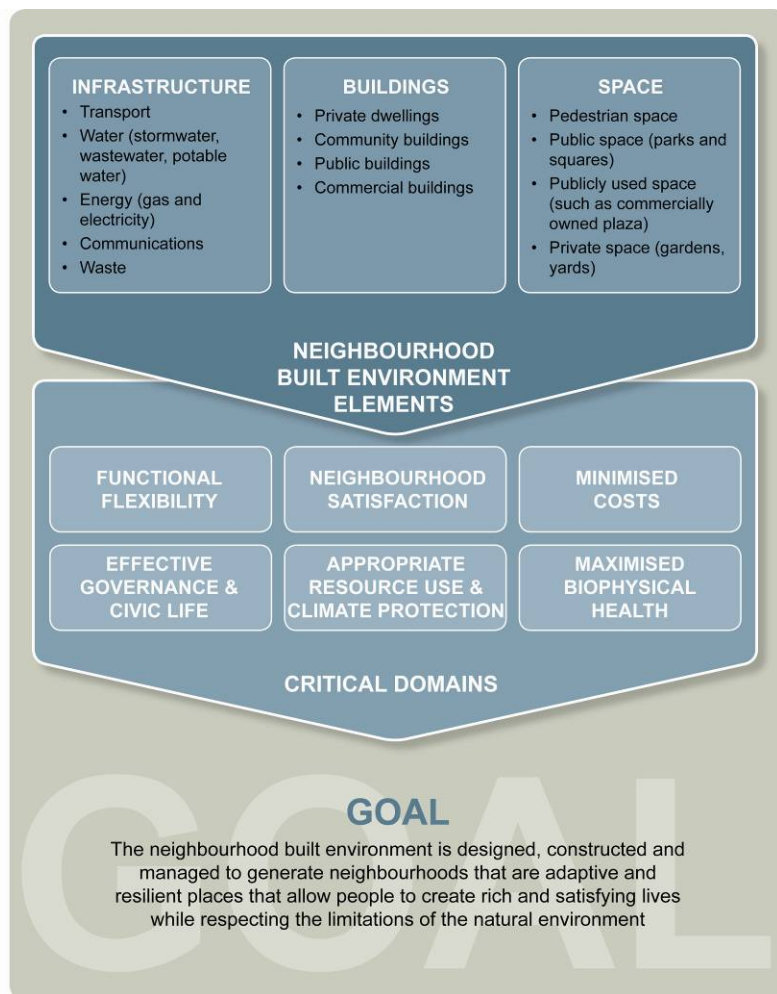 INFRASTRUCTURE
• Transport
• Water (stormwater,
wastewater, potable
water)
• Energy (gas and
electricity)
• Communications
• Waste
BUILDINGS
• Private dwellings
• Community buildings
• Public buildings
• Commercial buildings
SPACE
• Pedestrian space
• Public space (parks and
squares)
• Publicly used space
(such as commercially
owned plaza)
• Private space (gardens,
yards)
NEIGHBOURHOOD
BUILT ENVIRONMENT
ELEMENTS
FUNCTIONAL
FLEXIBILITY
NEIGHBOURHOOD
SATISFACTION
MINIMISED
COSTS
EFFECTIVE
GOVERNANCE &
CIVIC LIFE
APPROPRIATE
RESOURCE USE &
CLIMATE PROTECTION
MAXIMISED
BIOPHYSICAL
HEALTH
CRITICAL DOMAINS
GOAL
GOAL
The neighbourhood built environment is designed, constructed and
managed to generate neighbourhoods that are adaptive and
resilient places that allow people to create rich and satisfying lives
while respecting the limitations of the natural environment